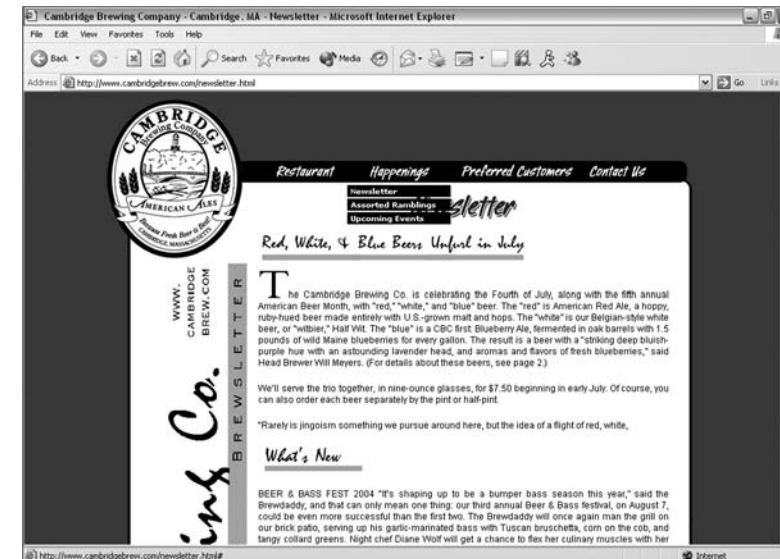 Cambridge Brewing Company - Cambridge, MA - Newsletter - Microsoft Internet Explorer
File Edit View Favorites Tools Help
Back Search Favorites Media
Address http://www.cambridgebrew.com/newsletter.html Go Links
CAMBRIDGE
Brewing Company
AMERICAN ALES
Because Fresh Beer is Best!
CAMBRIDGE, MASSACHUSETTS
Restaurant Happenings Preferred Customers Contact Us
Newsletter
Assorted Ramblings
Upcoming Events
Newsletter
Red, White, & Blue Beers Unfurl in July
WWW.
CAMBRIDGE
BREW.COM
BREWSLETTER
ing Co.
The Cambridge Brewing Co. is celebrating the Fourth of July, along with the fifth annual
American Beer Month, with "red," "white," and "blue" beer. The "red" is American Red Ale, a hoppy,
ruby-hued beer made entirely with U.S.-grown malt and hops. The "white" is our Belgian-style white
beer, or "witbier," Half Wit. The "blue" is a CBC first: Blueberry Ale, fermented in oak barrels with 1.5
pounds of wild Maine blueberries for every gallon. The result is a beer with a "striking deep bluish-
purple hue with an astounding lavender head, and aromas and flavors of fresh blueberries," said
Head Brewer Will Meyers. (For details about these beers, see page 2.)
We'll serve the trio together, in nine-ounce glasses, for $7.50 beginning in early July. Of course, you
can also order each beer separately by the pint or half-pint.
"Rarely is jingoism something we pursue around here, but the idea of a flight of red, white,
What's New
BEER & BASS FEST 2004 "It's shaping up to be a bumper bass season this year," said the
Brewdaddy, and that can only mean one thing: our third annual Beer & Bass festival, on August 7,
could be even more successful than the first two. The Brewdaddy will once again man the grill on
our brick patio, serving up his garlic-marinated bass with Tuscan bruschetta, corn on the cob, and
tangy collard greens. Night chef Diane Wolf will get a chance to flex her culinary muscles with her
http://www.cambridgebrew.com/newsletter.html# Internet